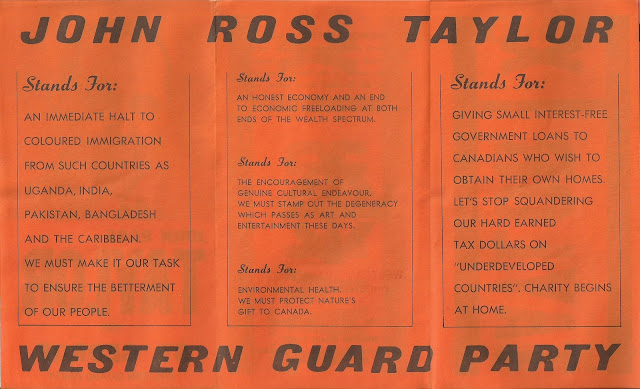 JOHN ROSS TAYLOR
Stands For:
AN IMMEDIATE HALT TO
COLOURED IMMIGRATION
FROM SUCH COUNTRIES AS
UGANDA, INDIA,
PAKISTAN, BANGLADESH
AND THE CARIBBEAN.
WE MUST MAKE IT OUR TASK
TO ENSURE THE BETTERMENT
OF OUR PEOPLE.
Stands For:
AN HONEST ECONOMY AND AN END
TO ECONOMIC FREELOADING AT BOTH
ENDS OF THE WEALTH SPECTRUM.
Stands For:
THE ENCOURAGEMENT OF
GENUINE CULTURAL ENDEAVOUR.
WE MUST STAMP OUT THE DEGENERACY
WHICH PASSES AS ART AND
ENTERTAINMENT THESE DAYS.
Stands For:
ENVIRONMENTAL HEALTH.
WE MUST PROTECT NATURE'S
GIFT TO CANADA.
Stands For:
GIVING SMALL INTEREST-FREE
GOVERNMENT LOANS TO
CANADIANS WHO WISH TO
OBTAIN THEIR OWN HOMES.
LET'S STOP SQUANDERING
OUR HARD EARNED
TAX DOLLARS ON
"UNDERDEVELOPED
COUNTRIES". CHARITY BEGINS
AT HOME.
WESTERN GUARD PARTY